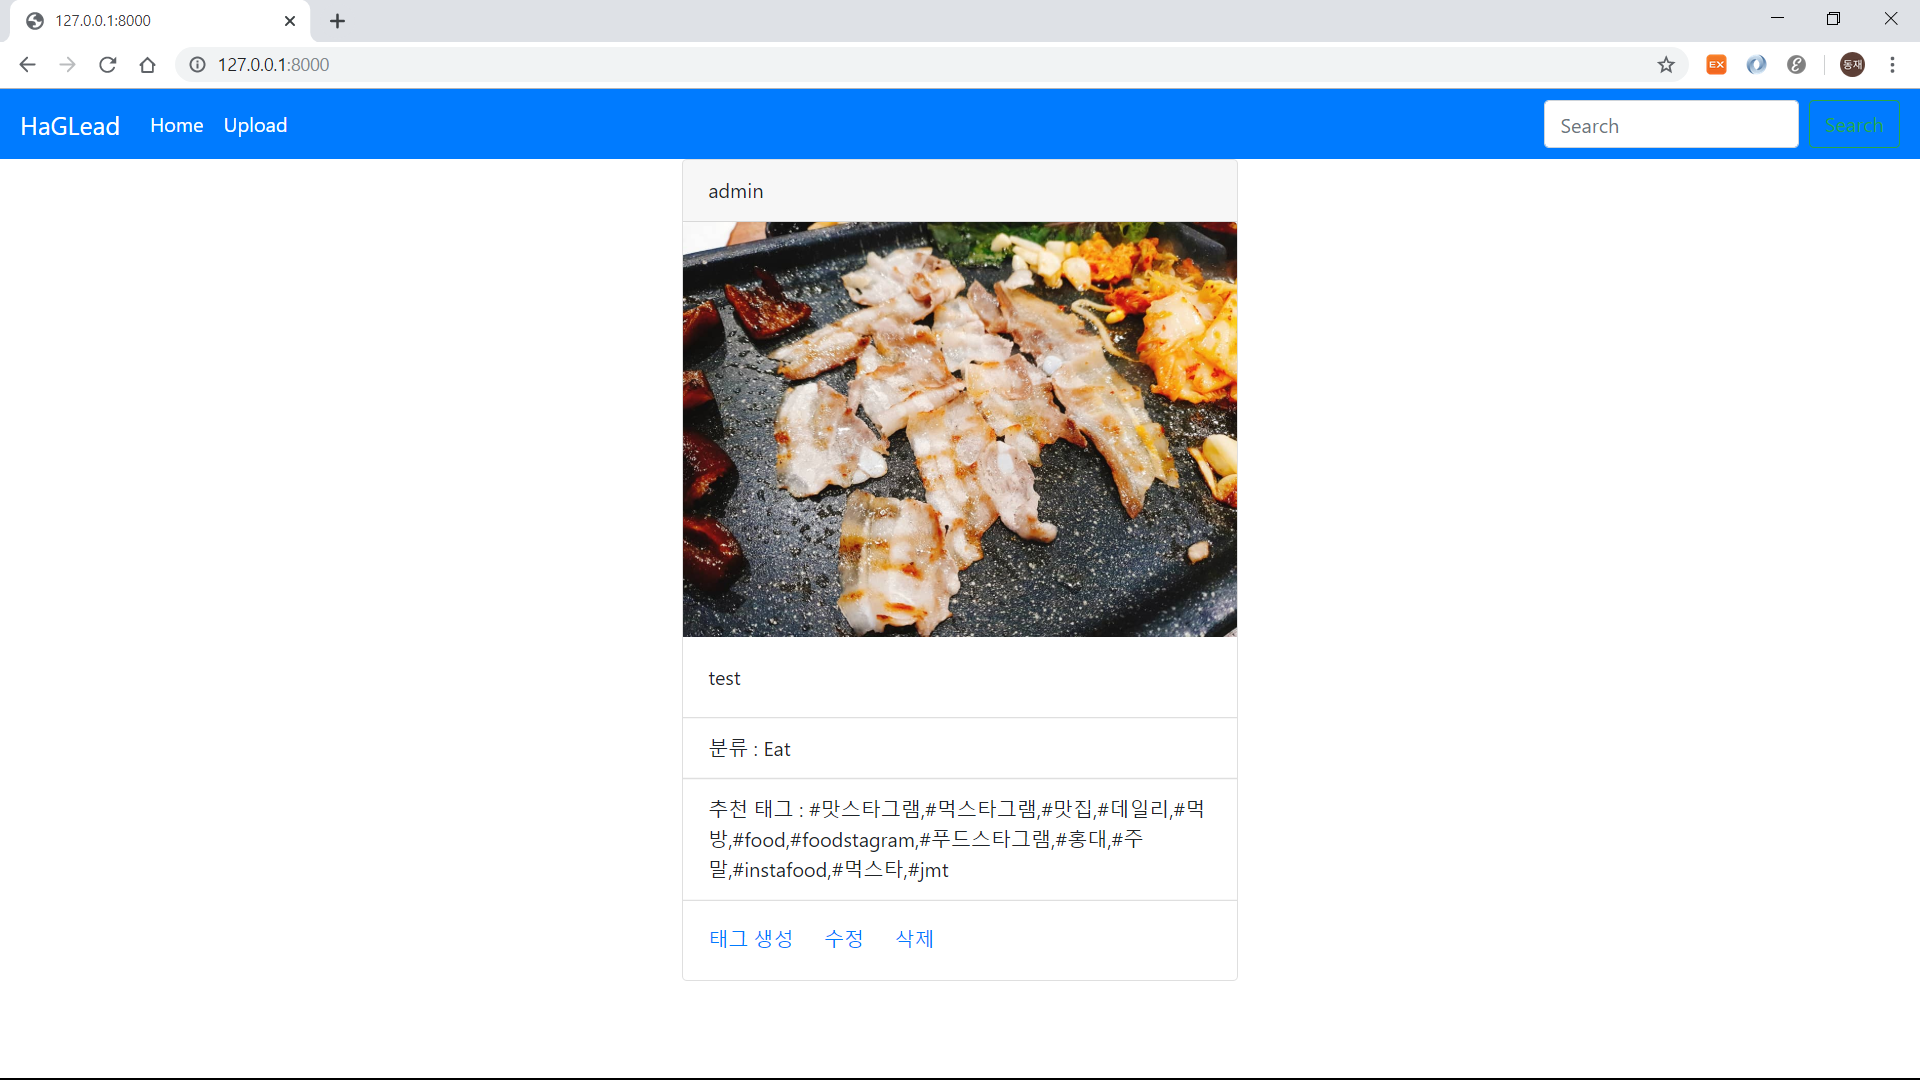 127.0.0.1:8000
127.0.0.1:8000
EX
동재
HaGLead Home Upload Search Search
admin
test
분류 : Eat
추천 태그 : #맛스타그램,#먹스타그램,#맛집,#데일리,#먹
방,#food,#foodstagram,#푸드스타그램,#홍대,#주
말,#instafood,#먹스타,#jmt
태그 생성 수정 삭제